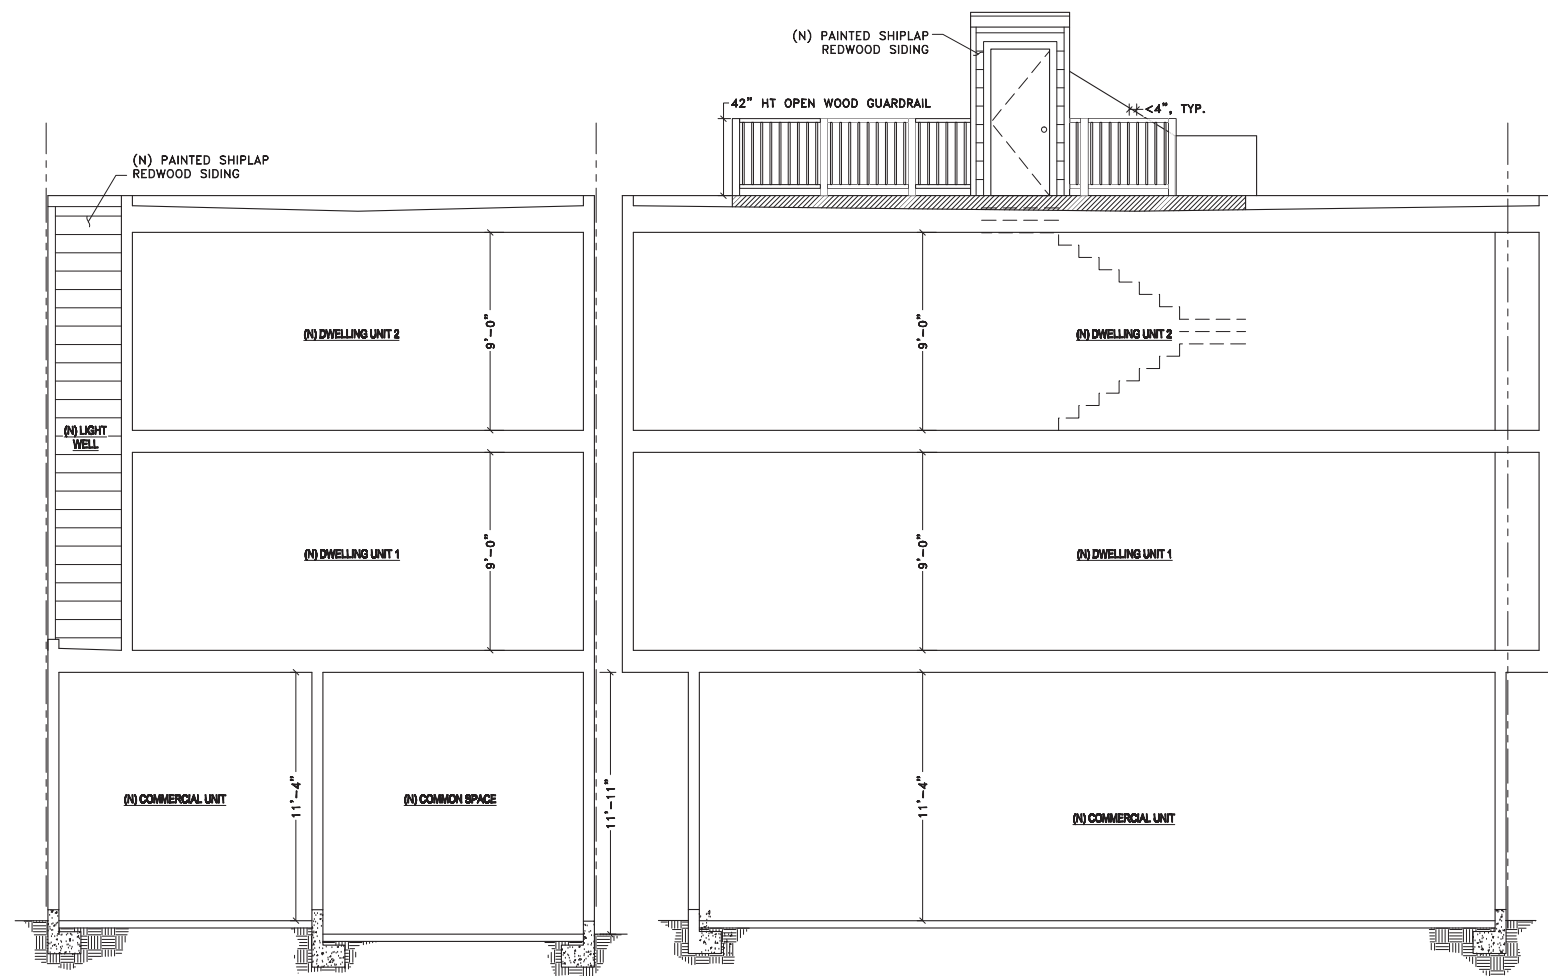 (N) PAINTED SHIPLAP
REDWOOD SIDING
42" HT OPEN WOOD GUARDRAIL
<4", TYP.
(N) PAINTED SHIPLAP
REDWOOD SIDING
(N) DWELLING UNIT 2
9'-0"
9'-0"
(N) DWELLING UNIT 2
(N) LIGHT
WELL
(N) DWELLING UNIT 1
9'-0"
9'-0"
(N) DWELLING UNIT 1
(N) COMMERCIAL UNIT
11'-4"
(N) COMMON SPACE
11'-11"
11'-4"
(N) COMMERCIAL UNIT